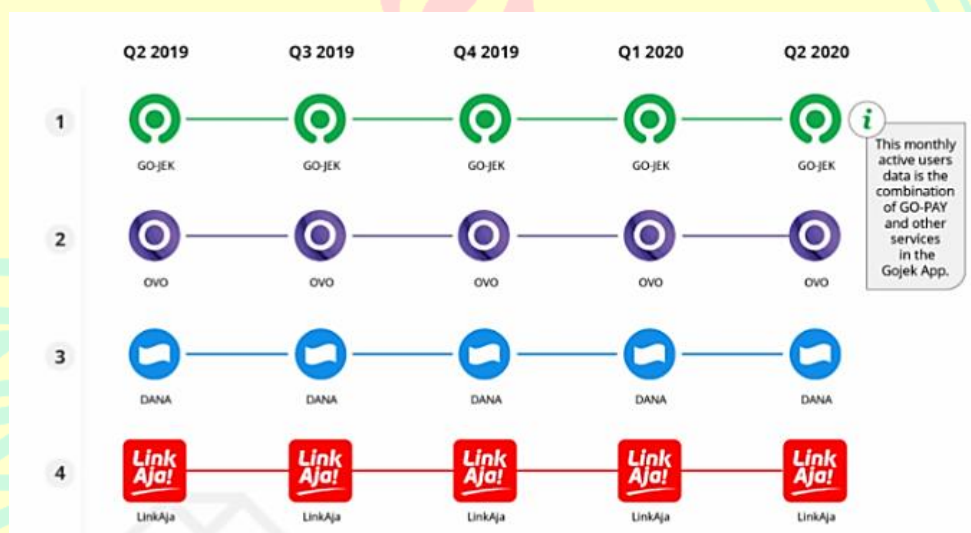 Q2 2019 Q3 2019 Q4 2019 Q1 2020 Q2 2020
1
GO-JEK GO-JEK GO-JEK GO-JEK GO-JEK
i
This monthly
active users
data is the
combination
of GO-PAY
and other
services
in the
Gojek App.
2
OVO OVO OVO OVO OVO
3
DANA DANA DANA DANA DANA
4
Link Link Link Link Link
Aja! Aja! Aja! Aja! Aja!
LinkAja LinkAja LinkAja LinkAja LinkAja